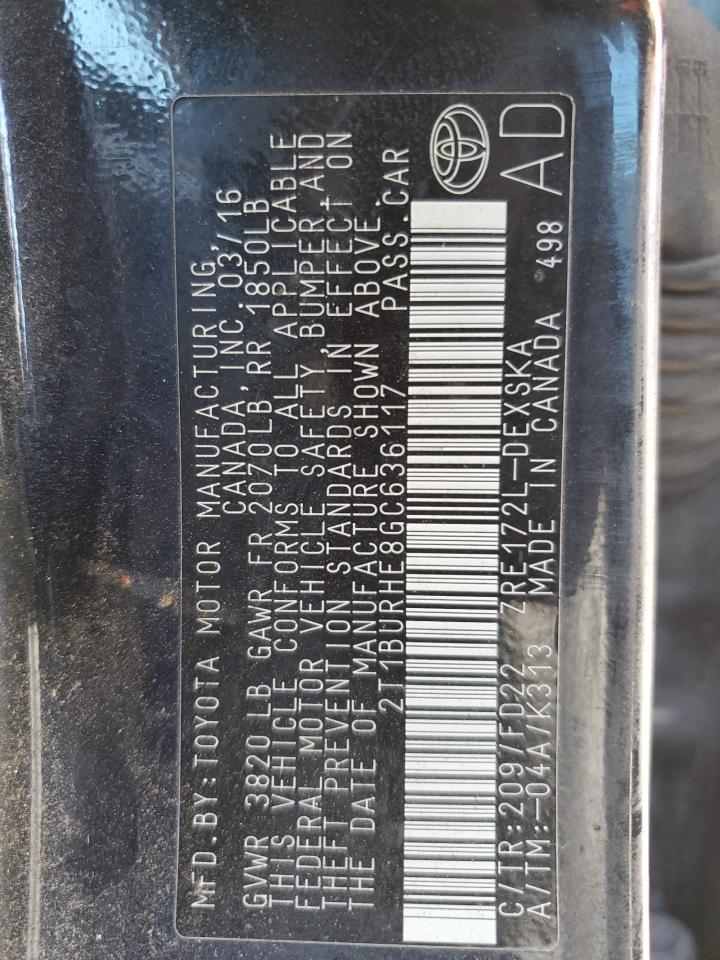 MFD.BY:TOYOTA MOTOR MANUFACTURING,
CANADA,INC. 03/16
GVWR 3820 LB GAWR FR 2070LB,RR 1850LB
THIS VEHICLE CONFORMS TO ALL APPLICABLE
FEDERAL MOTOR VEHICLE SAFETY, BUMPER,AND
THEFT PREVENTION STANDARDS IN EFFECT ON
THE DATE OF MANUFACTURE SHOWN ABOVE.
2T1BURHE8GC636117 PASS.CAR
C/TR:209/FD22 ZRE172L-DEXSKA
A/TM:-04A/K313 MADE IN CANADA 498
AD